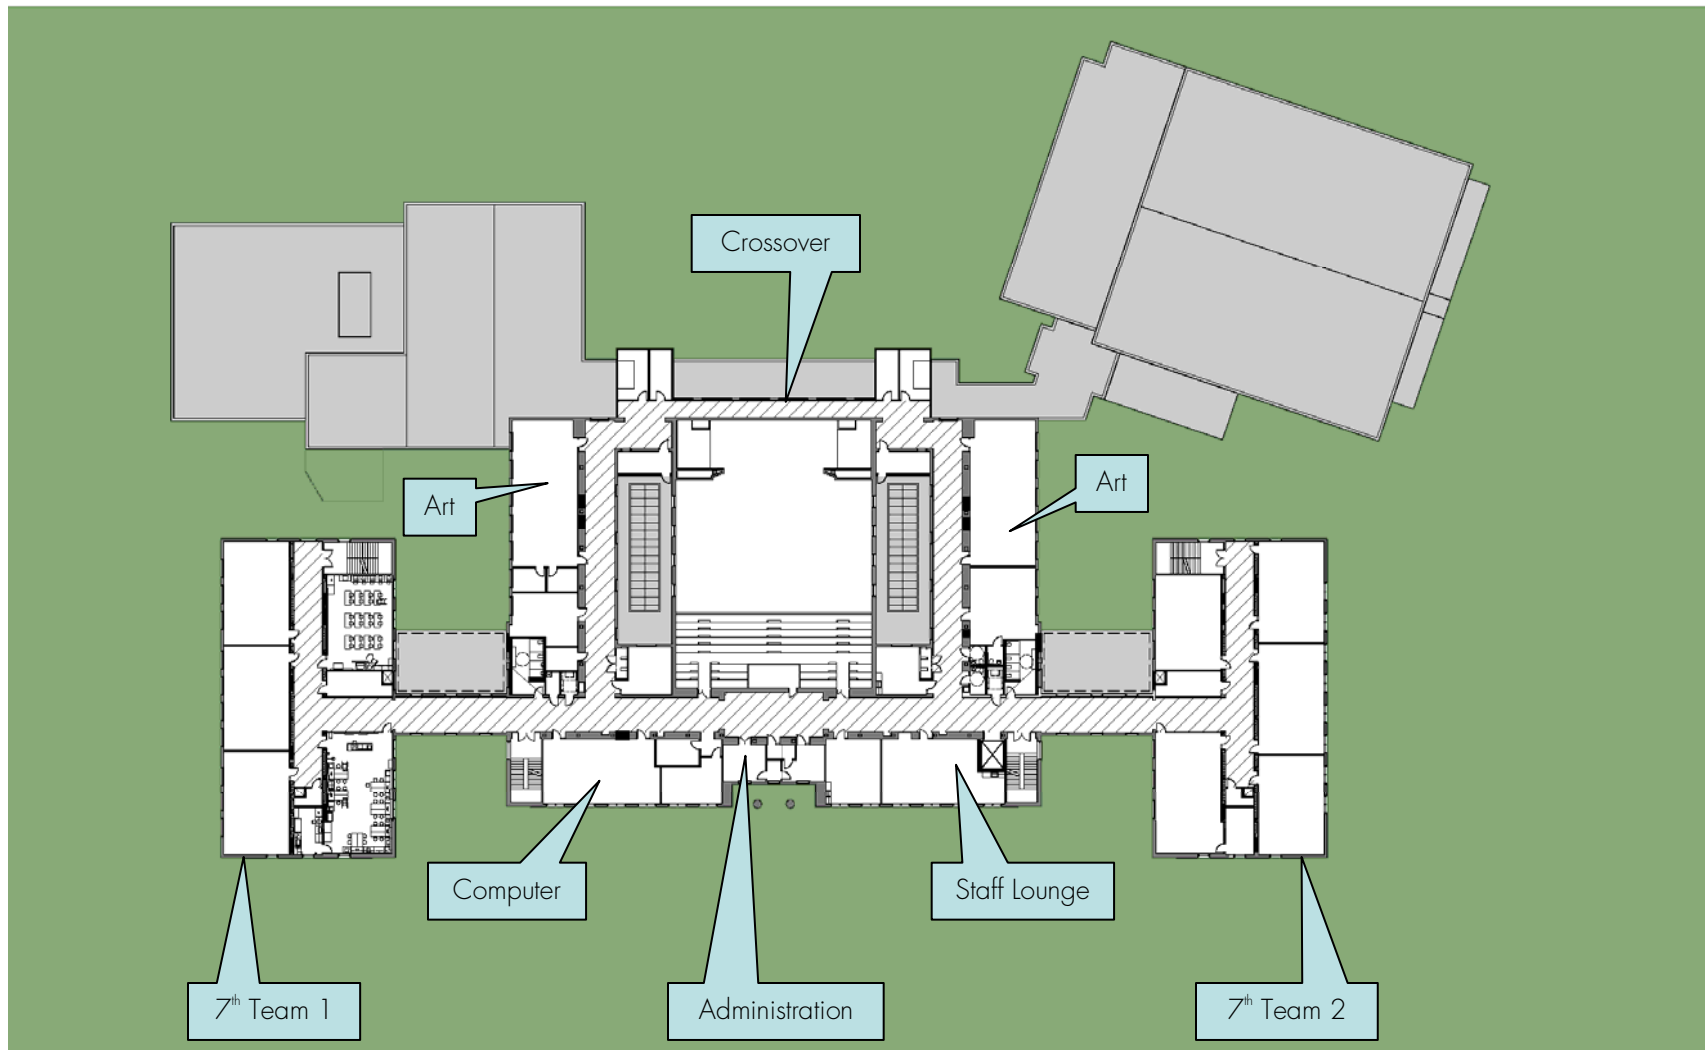 Crossover
Art
Art
Computer
Staff Lounge
7th Team 1
Administration
7th Team 2